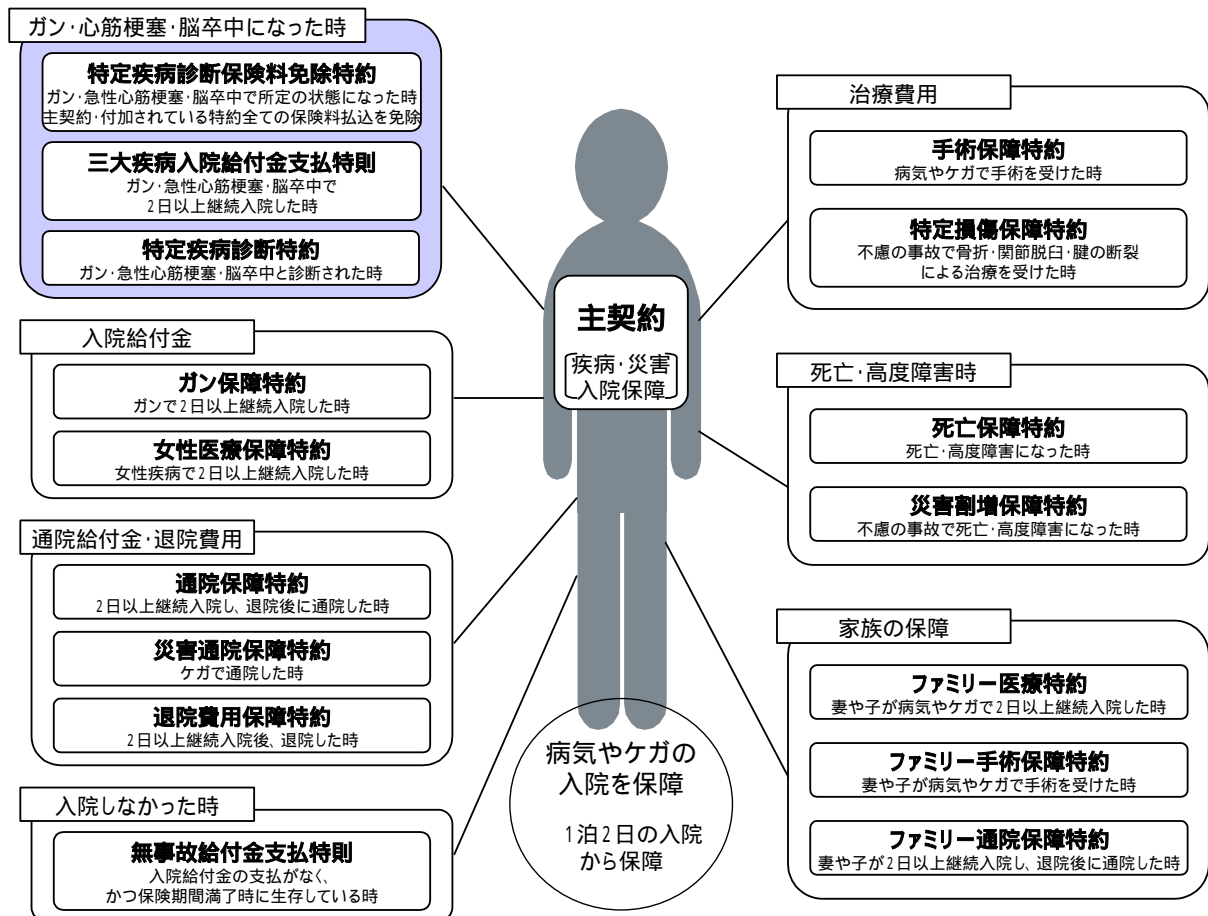 ガン・心筋梗塞・脳卒中になった時
特定疾病診断保険料免除特約
ガン・急性心筋梗塞・脳卒中で所定の状態になった時
主契約・付加されている特約全ての保険料払込を免除
三大疾病入院給付金支払特則
ガン・急性心筋梗塞・脳卒中で
2日以上継続入院した時
特定疾病診断特約
ガン・急性心筋梗塞・脳卒中と診断された時
入院給付金
ガン保障特約
ガンで2日以上継続入院した時
女性医療保障特約
女性疾病で2日以上継続入院した時
通院給付金・退院費用
通院保障特約
2日以上継続入院し、退院後に通院した時
災害通院保障特約
ケガで通院した時
退院費用保障特約
2日以上継続入院後、退院した時
入院しなかった時
無事故給付金支払特則
入院給付金の支払がなく、
かつ保険期間満了時に生存している時
主契約
疾病・災害
入院保障
病気やケガの
入院を保障
1泊2日の入院
から保障
治療費用
手術保障特約
病気やケガで手術を受けた時
特定損傷保障特約
不慮の事故で骨折・関節脱臼・腱の断裂
による治療を受けた時
死亡・高度障害時
死亡保障特約
死亡・高度障害になった時
災害割増保障特約
不慮の事故で死亡・高度障害になった時
家族の保障
ファミリー医療特約
妻や子が病気やケガで2日以上継続入院した時
ファミリー手術保障特約
妻や子が病気やケガで手術を受けた時
ファミリー通院保障特約
妻や子が2日以上継続入院し、退院後に通院した時